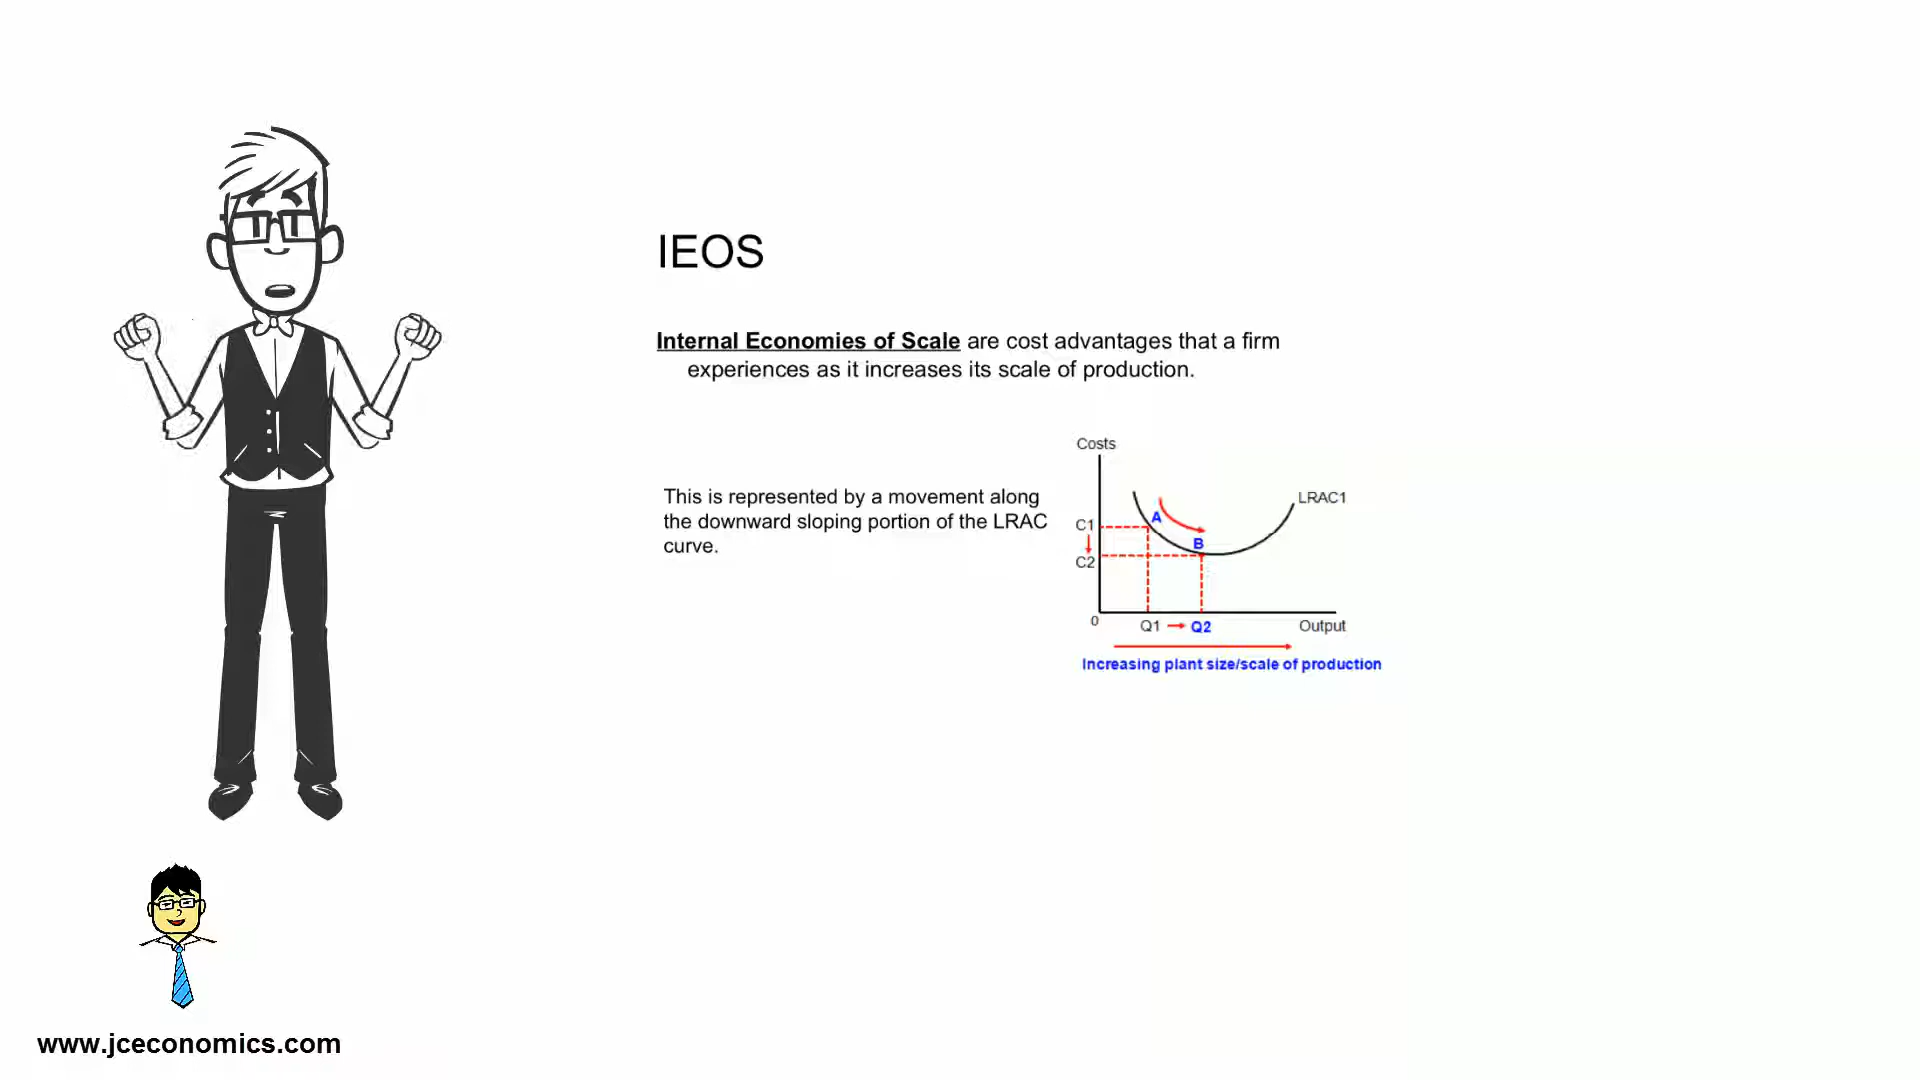 IEOS
Internal Economies of Scale are cost advantages that a firm
experiences as it increases its scale of production.
This is represented by a movement along
the downward sloping portion of the LRAC
curve.
Costs
LRAC1
A
C1
B
C2
0
Q1
Q2
Output
Increasing plant size/scale of production
www.jceconomics.com